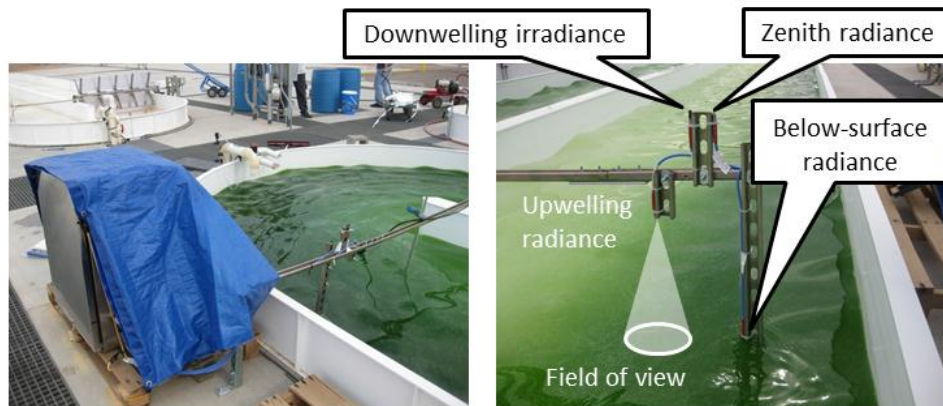 Downwelling irradiance
Zenith radiance
Below-surface
radiance
Upwelling
radiance
Field of view